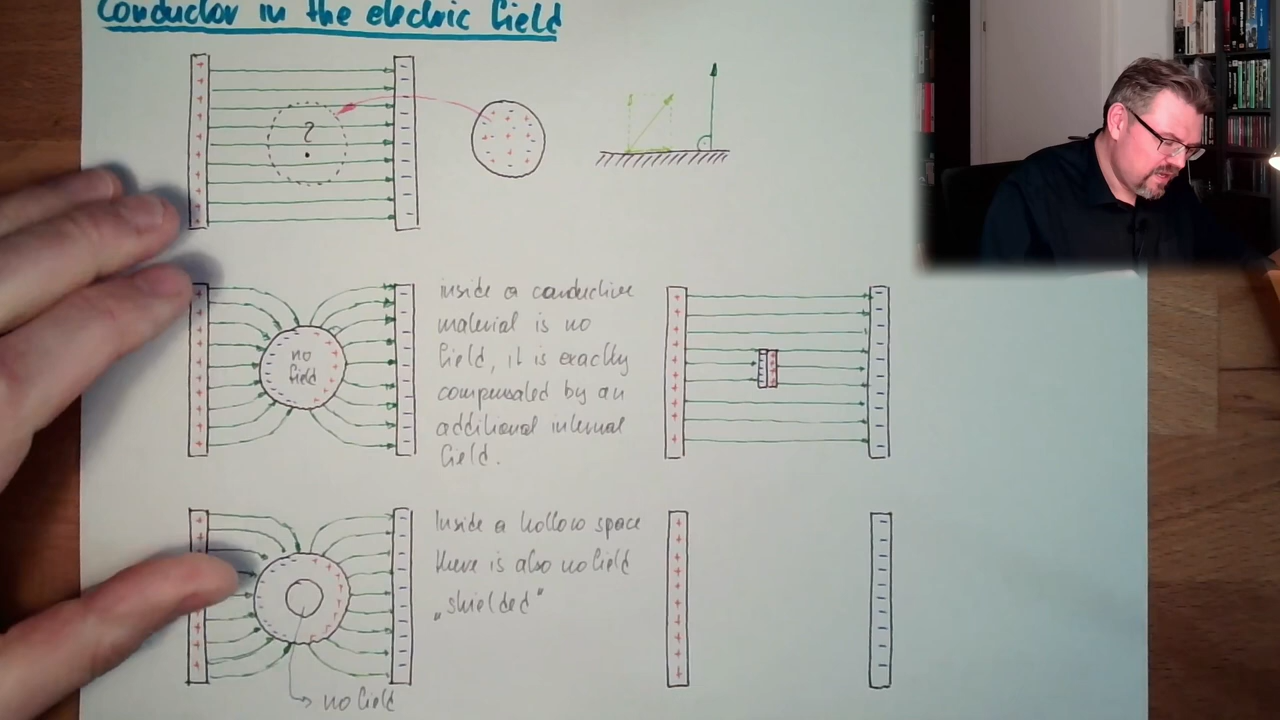 Conductor in the electric field
?
no
field
inside a conductive
material is no
field, it is exactly
compensated by an
additional internal
field.
Inside a hollow space
there is also no field
„shielded“
no field